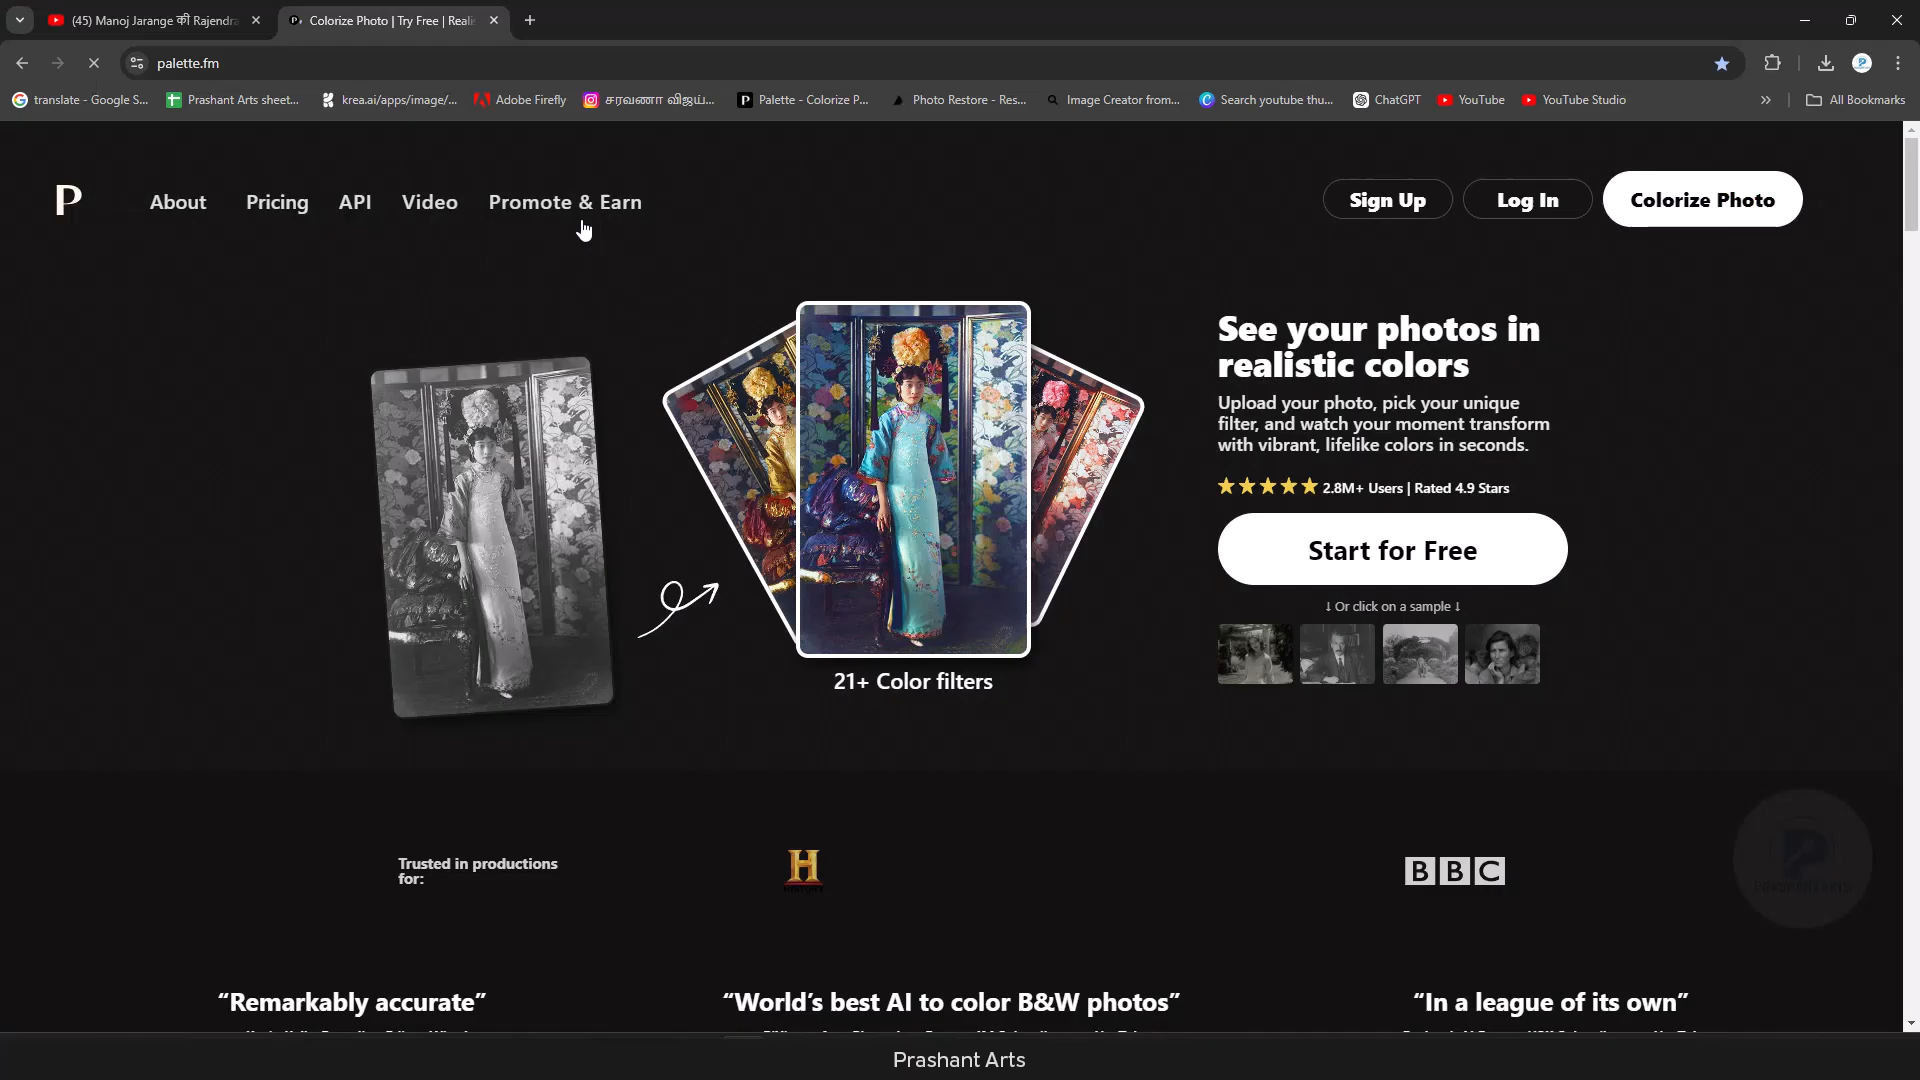 (45) Manoj Jarange की Rajendra
Colorize Photo | Try Free | Reali
palette.fm
translate - Google S...
Prashant Arts sheet...
krea.ai/apps/image/...
Adobe Firefly
சரவணா விஜய்...
Palette - Colorize P...
Photo Restore - Res...
Image Creator from...
Search youtube thu...
ChatGPT
YouTube
YouTube Studio
All Bookmarks
P
About
Pricing
API
Video
Promote & Earn
Sign Up
Log In
Colorize Photo
See your photos in
realistic colors
Upload your photo, pick your unique
filter, and watch your moment transform
with vibrant, lifelike colors in seconds.
2.8M+ Users | Rated 4.9 Stars
Start for Free
↓ Or click on a sample ↓
21+ Color filters
Trusted in productions
for:
H
HISTORY
BBC
PRASHANT ARTS
“Remarkably accurate”
“World’s best AI to color B&W photos”
“In a league of its own”
Prashant Arts